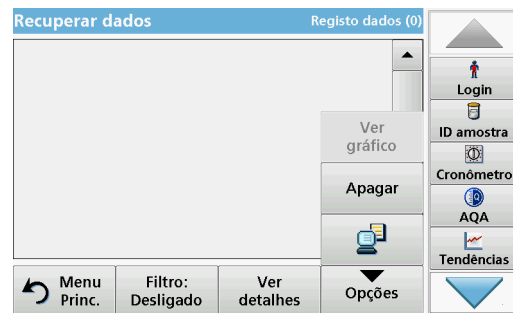 Recuperar dados
Registo dados (0)
Login
ID amostra
Cronômetro
AQA
Tendências
Ver
gráfico
Apagar
Menu
Princ.
Filtro:
Desligado
Ver
detalhes
Opções